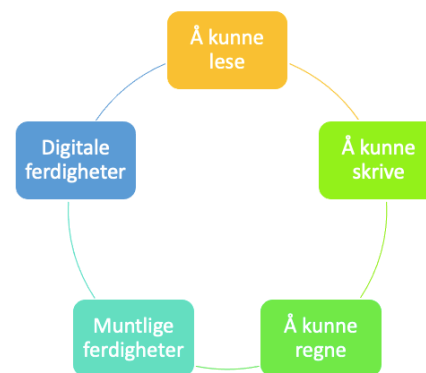 Å kunne
lese
Å kunne
skrive
Å kunne
regne
Muntlige
ferdigheter
Digitale
ferdigheter